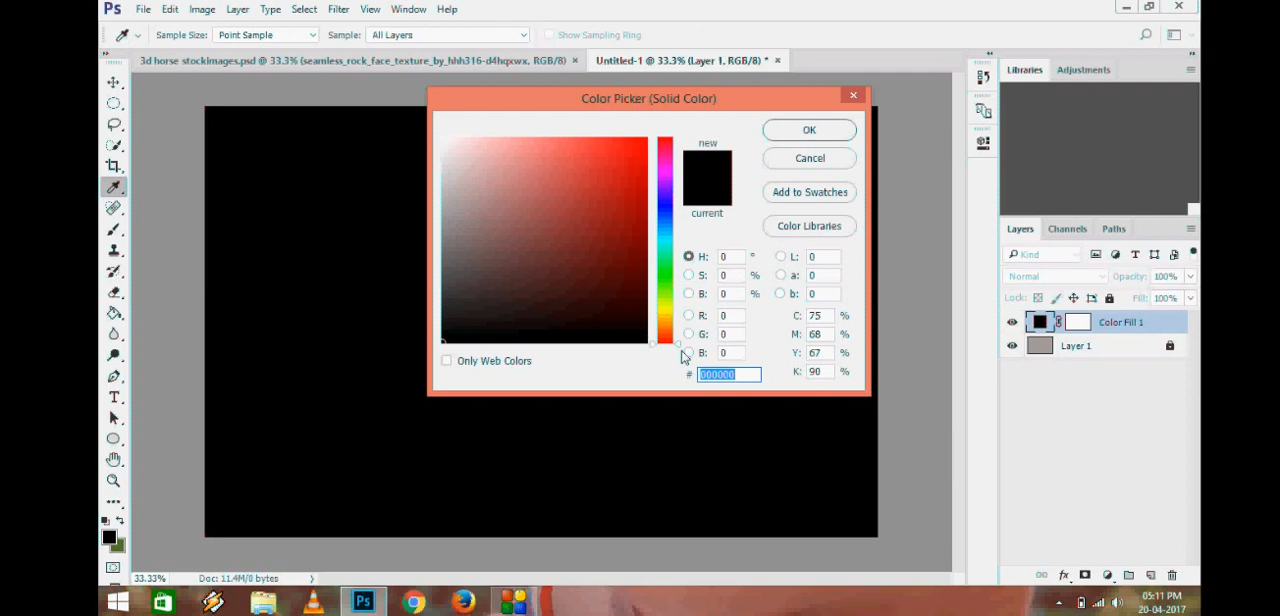 Ps File Edit Image Layer Type Select Filter View Window Help
Sample Size: Point Sample Sample: All Layers Show Sampling Ring
3d horse stockimages.psd @ 33.3% (seamless_rock_face_texture_by_hhh316-d4hqxwx, RGB/8) × Untitled-1 @ 33.3% (Layer 1, RGB/8) * ×
Libraries Adjustments
Color Picker (Solid Color)
new
OK
Cancel
Add to Swatches
current
Color Libraries
H: 0 ° L: 0
S: 0 % a: 0
B: 0 % b: 0
R: 0 C: 75 %
G: 0 M: 68 %
B: 0 Y: 67 %
# 000000 K: 90 %
Only Web Colors
Layers Channels Paths
Kind
Normal Opacity: 100%
Lock: Fill: 100%
Color Fill 1
Layer 1
33.33% Doc: 11.4M/0 bytes
Ps
05:11 PM
20-04-2017